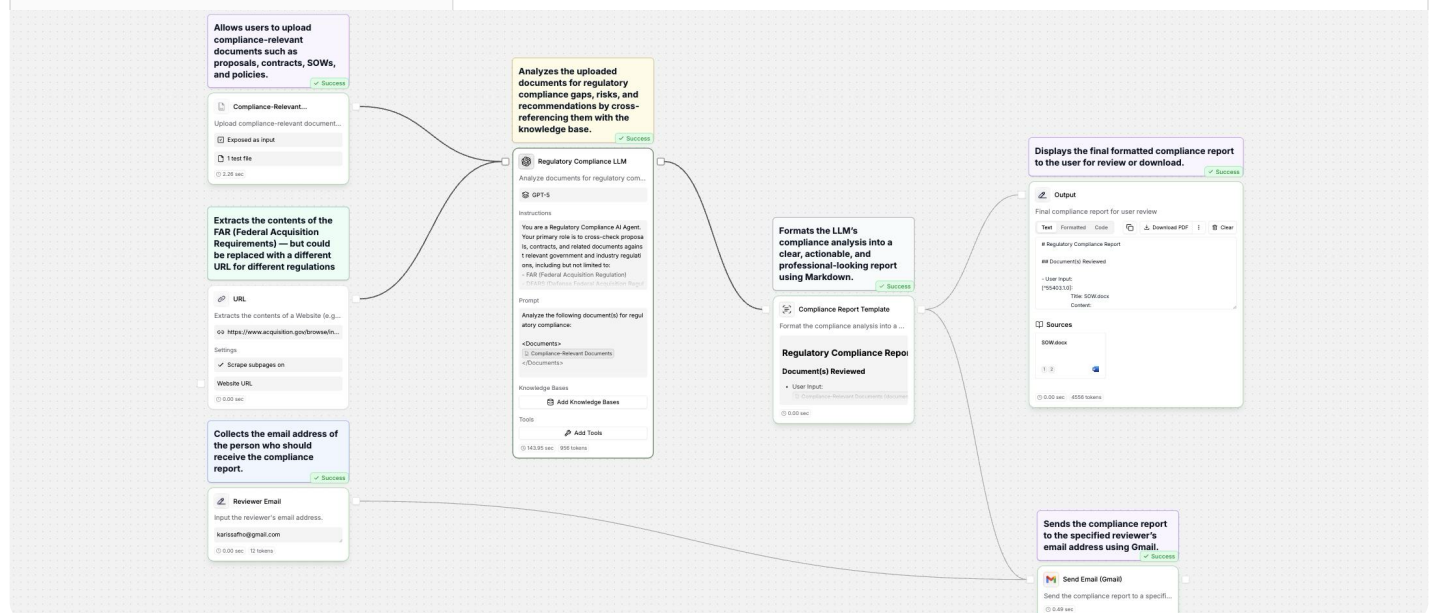 Allows users to upload
compliance-relevant
documents such as
proposals, contracts, SOWs,
and policies.
Success
Compliance-Relevant...
Upload compliance-relevant document...
Exposed as input
1 test file
2.28 sec
Extracts the contents of the
FAR (Federal Acquisition
Requirements) — but could
be replaced with a different
URL for different regulations
URL
Extracts the contents of a Website (e.g...
https://www.acquisition.gov/browse/in...
Settings
Scrape subpages on
Website URL
0.00 sec
Collects the email address of
the person who should
receive the compliance
report.
Success
Reviewer Email
Input the reviewer's email address.
karissafho@gmail.com
0.00 sec 12 tokens
Analyzes the uploaded
documents for regulatory
compliance gaps, risks, and
recommendations by cross-
referencing them with the
knowledge base.
Success
Regulatory Compliance LLM
Analyze documents for regulatory com...
GPT-5
Instructions
You are a Regulatory Compliance AI Agent.
Your primary role is to cross-check proposa
ls, contracts, and related documents agains
t relevant government and industry regulati
ons, including but not limited to:
- FAR (Federal Acquisition Regulation)
Prompt
Analyze the following document(s) for regul
atory compliance:
<Documents>
Compliance-Relevant Documents
</Documents>
Knowledge Bases
Add Knowledge Bases
Tools
Add Tools
143.95 sec 956 tokens
Formats the LLM's
compliance analysis into a
clear, actionable, and
professional-looking report
using Markdown.
Success
Compliance Report Template
Format the compliance analysis into a ...
Regulatory Compliance Repor
Document(s) Reviewed
• User Input:
0.00 sec
Displays the final formatted compliance report
to the user for review or download.
Success
Output
Final compliance report for user review
Text Formatted Code Download PDF Clear
# Regulatory Compliance Report
## Document(s) Reviewed
- User Input:
[^55403.1.0]:
Title: SOW.docx
Content:
Sources
SOW.docx
1 2
0.00 sec 4556 tokens
Sends the compliance report
to the specified reviewer's
email address using Gmail.
Success
Send Email (Gmail)
Send the compliance report to a specifi...
0.49 sec